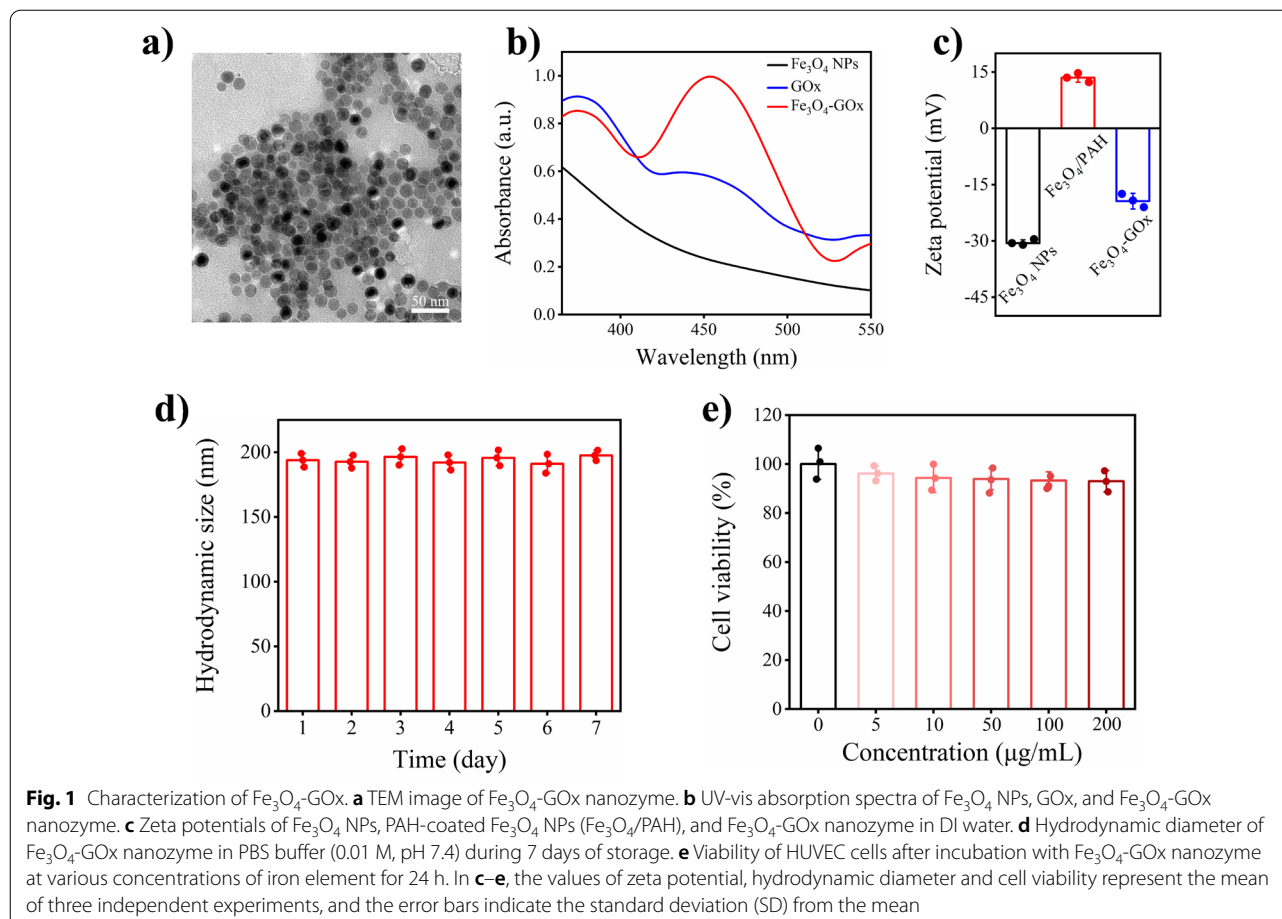 a)
50 nm
b)
Fe₃O₄ NPs
GOx
Fe₃O₄-GOx
Absorbance (a.u.)
1.0
0.8
0.6
0.4
0.2
0.0
400
450
500
550
Wavelength (nm)
c)
Zeta potential (mV)
15
0
-15
-30
-45
Fe₃O₄ NPs
Fe₃O₄/PAH
Fe₃O₄-GOx
d)
Hydrodynamic size (nm)
200
150
100
50
0
1 2 3 4 5 6 7
Time (day)
e)
Cell viability (%)
120
100
80
60
40
20
0
0 5 10 50 100 200
Concentration (μg/mL)
Fig. 1 Characterization of Fe₃O₄-GOx. a TEM image of Fe₃O₄-GOx nanozyme. b UV-vis absorption spectra of Fe₃O₄ NPs, GOx, and Fe₃O₄-GOx
nanozyme. c Zeta potentials of Fe₃O₄ NPs, PAH-coated Fe₃O₄ NPs (Fe₃O₄/PAH), and Fe₃O₄-GOx nanozyme in DI water. d Hydrodynamic diameter of
Fe₃O₄-GOx nanozyme in PBS buffer (0.01 M, pH 7.4) during 7 days of storage. e Viability of HUVEC cells after incubation with Fe₃O₄-GOx nanozyme
at various concentrations of iron element for 24 h. In c–e, the values of zeta potential, hydrodynamic diameter and cell viability represent the mean
of three independent experiments, and the error bars indicate the standard deviation (SD) from the mean